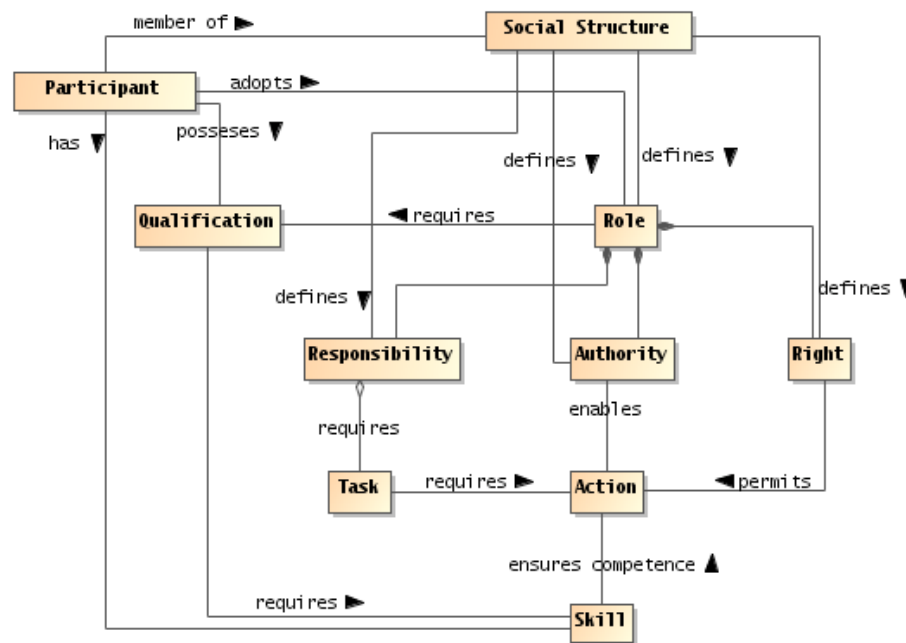 member of
Social Structure
Participant
adopts
has
posseses
defines
defines
Qualification
requires
Role
defines
defines
Responsibility
Authority
Right
enables
requires
Task
requires
Action
permits
ensures competence
requires
Skill